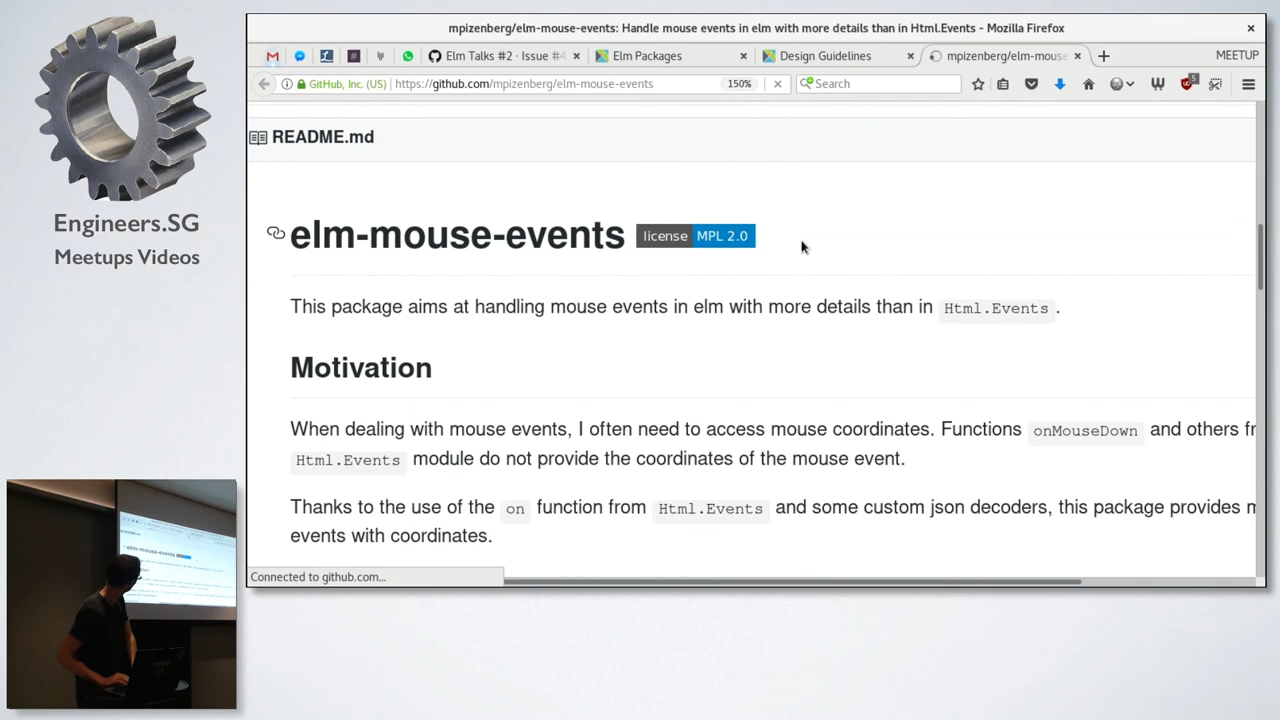 Engineers.SG
Meetups Videos
mpizenberg/elm-mouse-events: Handle mouse events in elm with more details than in Html.Events - Mozilla Firefox
Elm Talks #2 · Issue #4
Elm Packages
Design Guidelines
mpizenberg/elm-mouse
MEETUP
GitHub, Inc. (US)
https://github.com/mpizenberg/elm-mouse-events
150%
Search
5
README.md
elm-mouse-events license MPL 2.0
This package aims at handling mouse events in elm with more details than in Html.Events.
Motivation
When dealing with mouse events, I often need to access mouse coordinates. Functions onMouseDown and others fr
Html.Events module do not provide the coordinates of the mouse event.
Thanks to the use of the on function from Html.Events and some custom json decoders, this package provides m
events with coordinates.
Connected to github.com...
elm-mouse-events